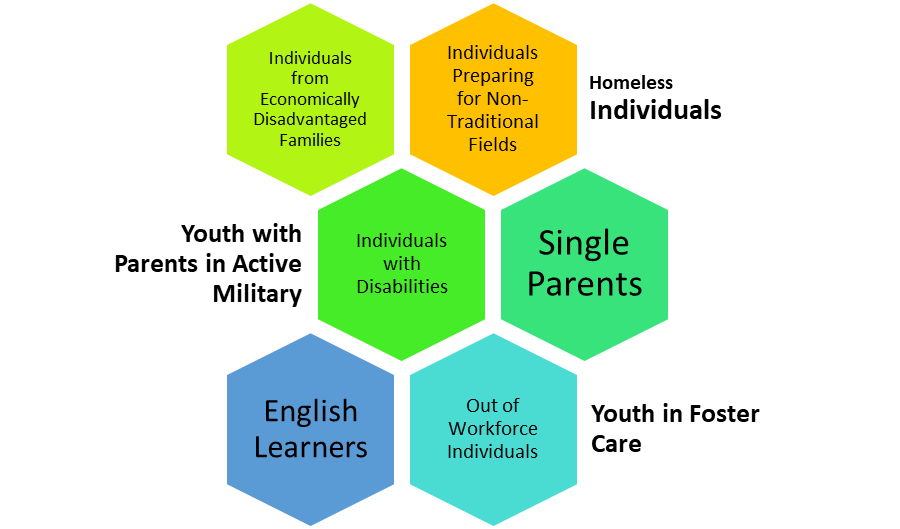 Individuals
from
Economically
Disadvantaged
Families
Individuals
Preparing
for Non-
Traditional
Fields
Homeless
Individuals
Youth with
Parents in Active
Military
Individuals
with
Disabilities
Single
Parents
English
Learners
Out of
Workforce
Individuals
Youth in Foster
Care